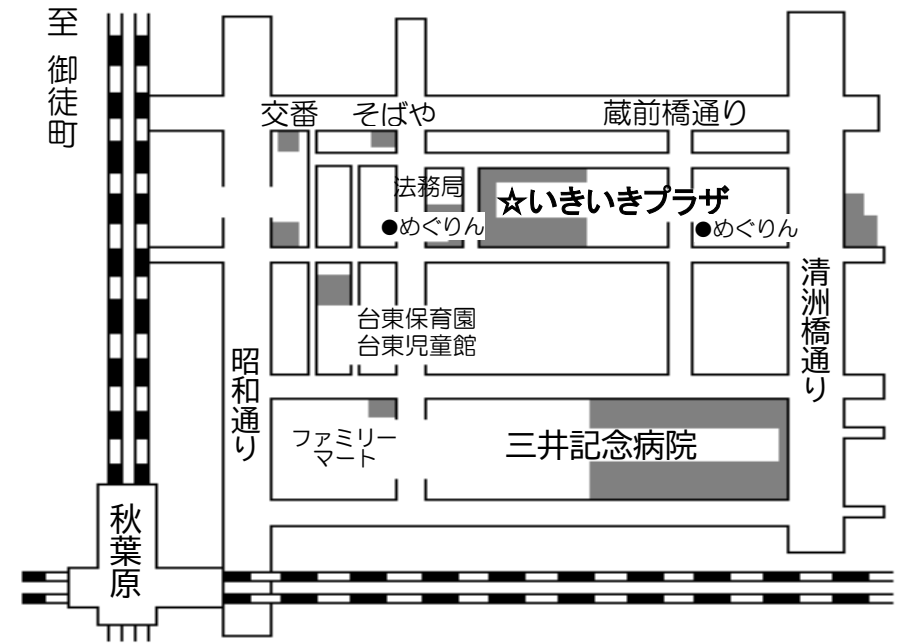 至 御徒町
交番
そばや
蔵前橋通り
法務局
☆いきいきプラザ
●めぐりん
●めぐりん
清洲橋通り
台東保育園
台東児童館
昭和通り
ファミリー
マート
三井記念病院
秋葉原